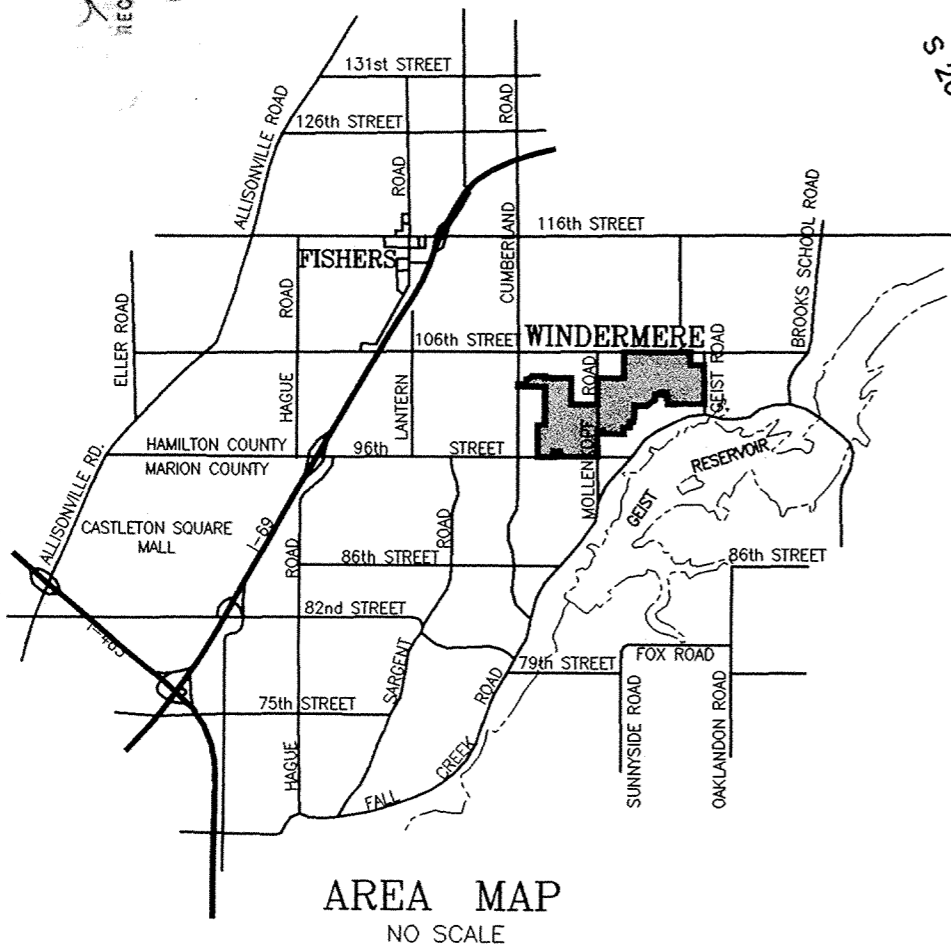 131st STREET
ROAD
126th STREET
ALLISONVILLE ROAD
ROAD
CUMBERLAND
116th STREET
BROOKS SCHOOL ROAD
FISHERS
ELLER ROAD
HAGUE ROAD
106th STREET
WINDERMERE
GEIST ROAD
LANTERN
MOLLENKOPF ROAD
HAMILTON COUNTY
MARION COUNTY
96th STREET
GEIST RESERVOIR
ALLISONVILLE RD.
CASTLETON SQUARE
MALL
I-69
ROAD
ROAD
86th STREET
86th STREET
82nd STREET
I-465
SARGENT
79th STREET
FOX ROAD
75th STREET
HAGUE
FALL CREEK ROAD
SUNNYSIDE ROAD
OAKLANDON ROAD
AREA MAP
NO SCALE